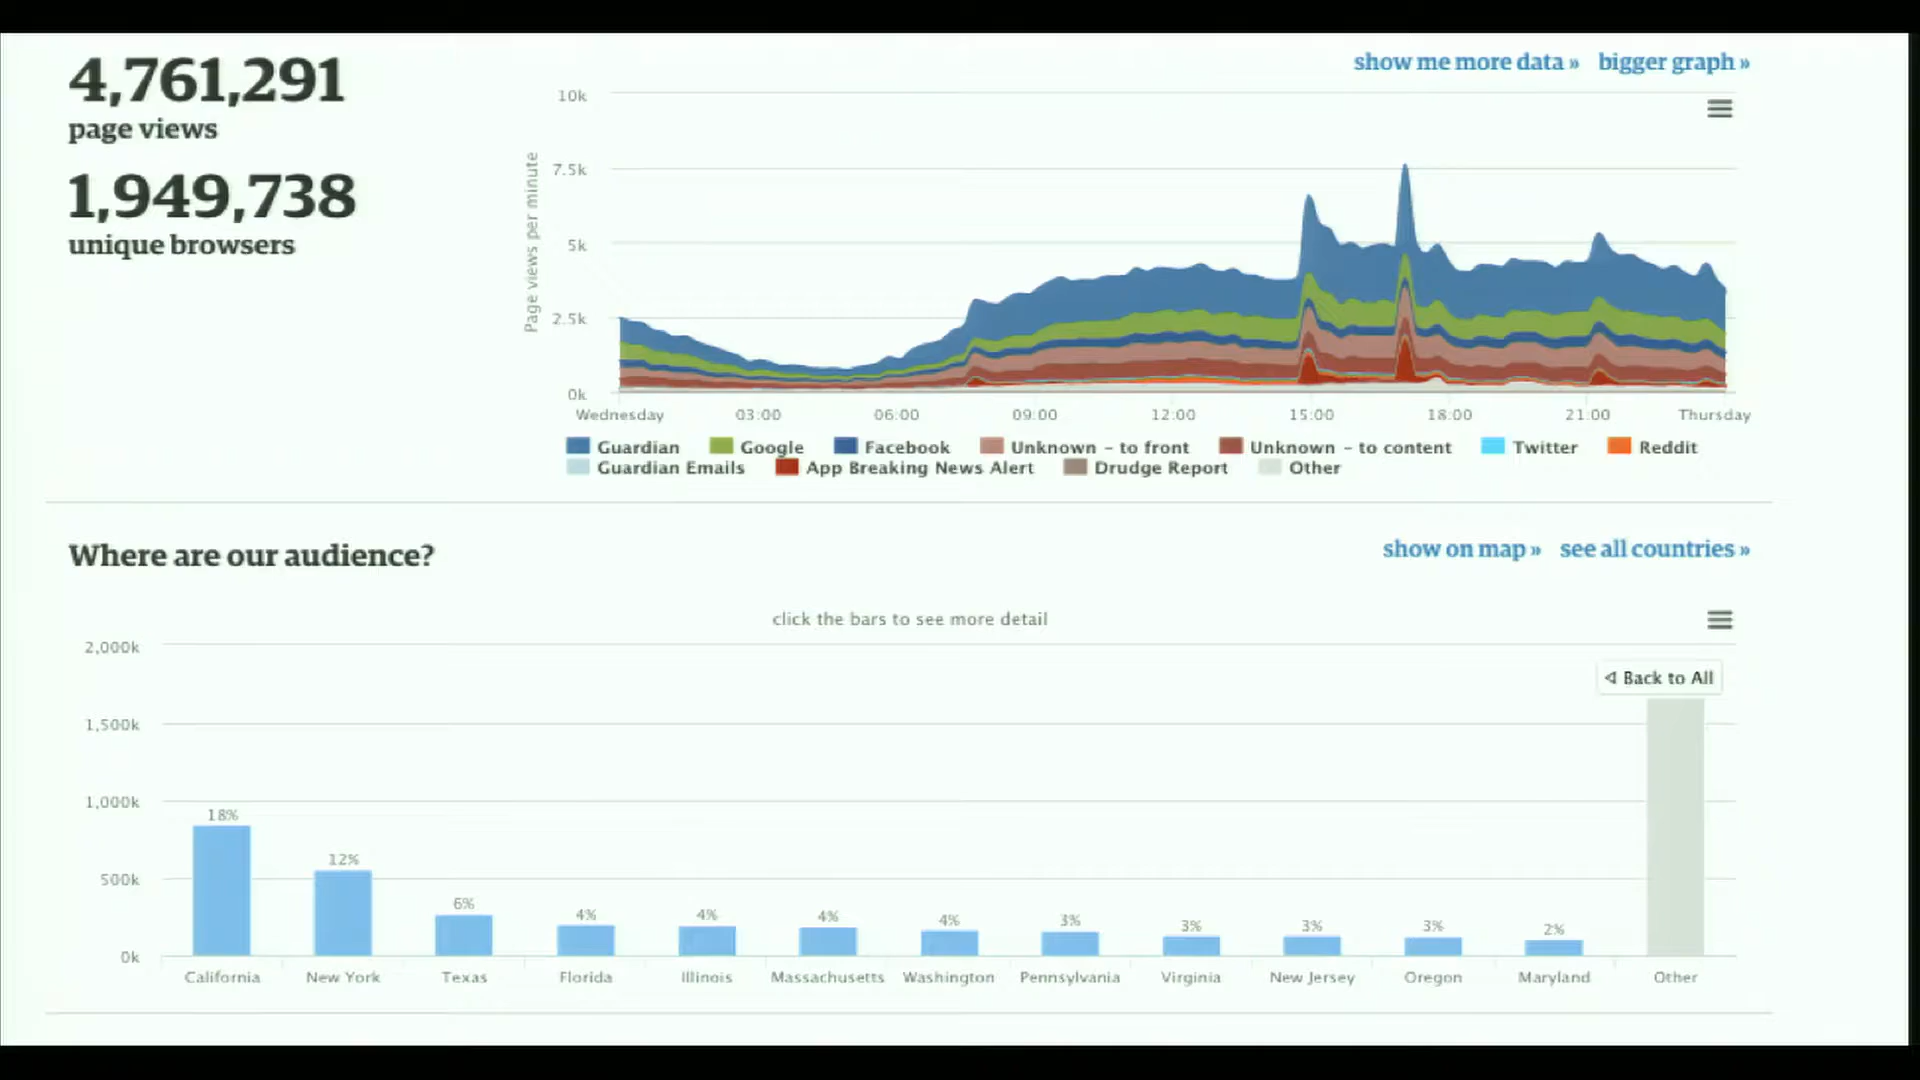 4,761,291
page views
1,949,738
unique browsers
show me more data » bigger graph »
Page views per minute
10k
7.5k
5k
2.5k
0k
Wednesday 03:00 06:00 09:00 12:00 15:00 18:00 21:00 Thursday
Guardian Google Facebook Unknown - to front Unknown - to content Twitter Reddit
Guardian Emails App Breaking News Alert Drudge Report Other
Where are our audience?
show on map » see all countries »
click the bars to see more detail
Back to All
2,000k
1,500k
1,000k
500k
0k
18% 12% 6% 4% 4% 4% 4% 3% 3% 3% 3% 2%
California New York Texas Florida Illinois Massachusetts Washington Pennsylvania Virginia New Jersey Oregon Maryland Other